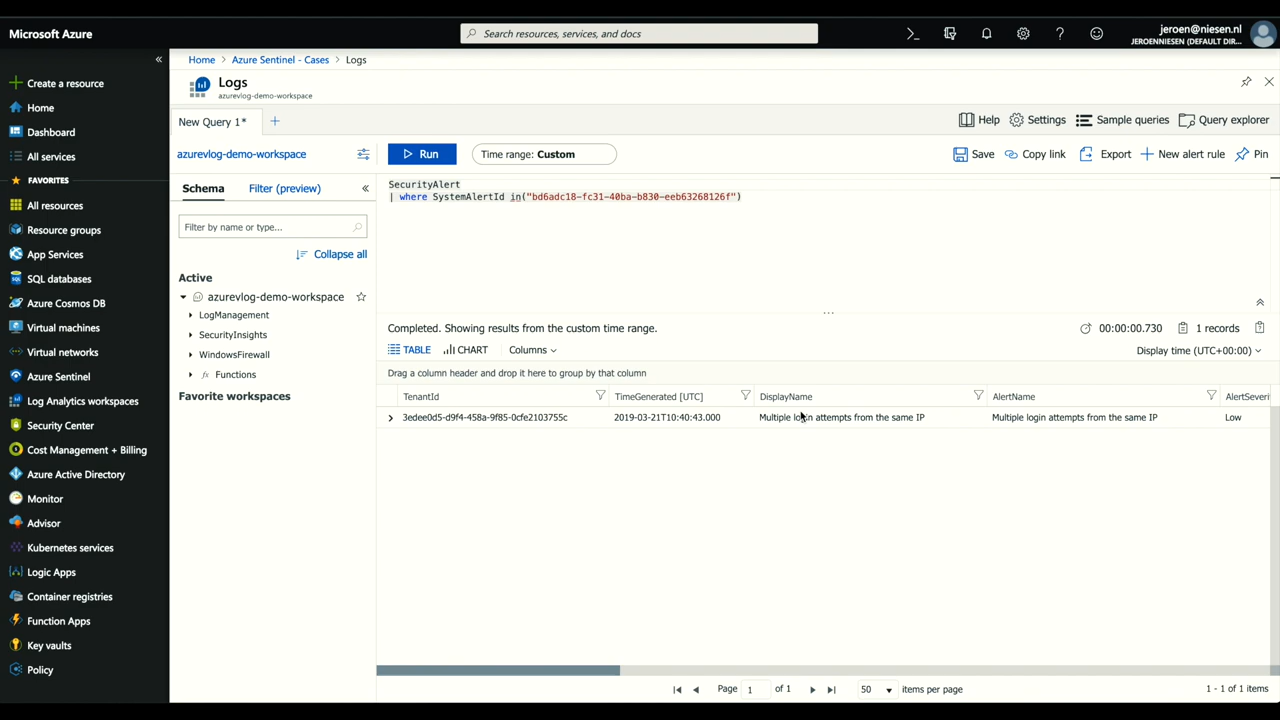 Microsoft Azure
Search resources, services, and docs
jeroen@niesen.nl
JEROENNIESEN (DEFAULT DIR...
Create a resource
Home
Dashboard
All services
FAVORITES
All resources
Resource groups
App Services
SQL databases
Azure Cosmos DB
Virtual machines
Virtual networks
Azure Sentinel
Log Analytics workspaces
Security Center
Cost Management + Billing
Azure Active Directory
Monitor
Advisor
Kubernetes services
Logic Apps
Container registries
Function Apps
Key vaults
Policy
Home > Azure Sentinel - Cases > Logs
Logs
azurevlog-demo-workspace
New Query 1*
Help Settings Sample queries Query explorer
azurevlog-demo-workspace
Run
Time range: Custom
Save Copy link Export New alert rule Pin
Schema Filter (preview)
Filter by name or type...
Collapse all
Active
azurevlog-demo-workspace
LogManagement
SecurityInsights
WindowsFirewall
fx Functions
Favorite workspaces
SecurityAlert
| where SystemAlertId in("bd6adc18-fc31-40ba-b830-eeb63268126f")
Completed. Showing results from the custom time range.
00:00:00.730 1 records
TABLE CHART Columns
Display time (UTC+00:00)
Drag a column header and drop it here to group by that column
TenantId TimeGenerated [UTC] DisplayName AlertName AlertSeveri
3edee0d5-d9f4-458a-9f85-0cfe2103755c 2019-03-21T10:40:43.000 Multiple login attempts from the same IP Multiple login attempts from the same IP Low
Page 1 of 1 50 items per page
1 - 1 of 1 items